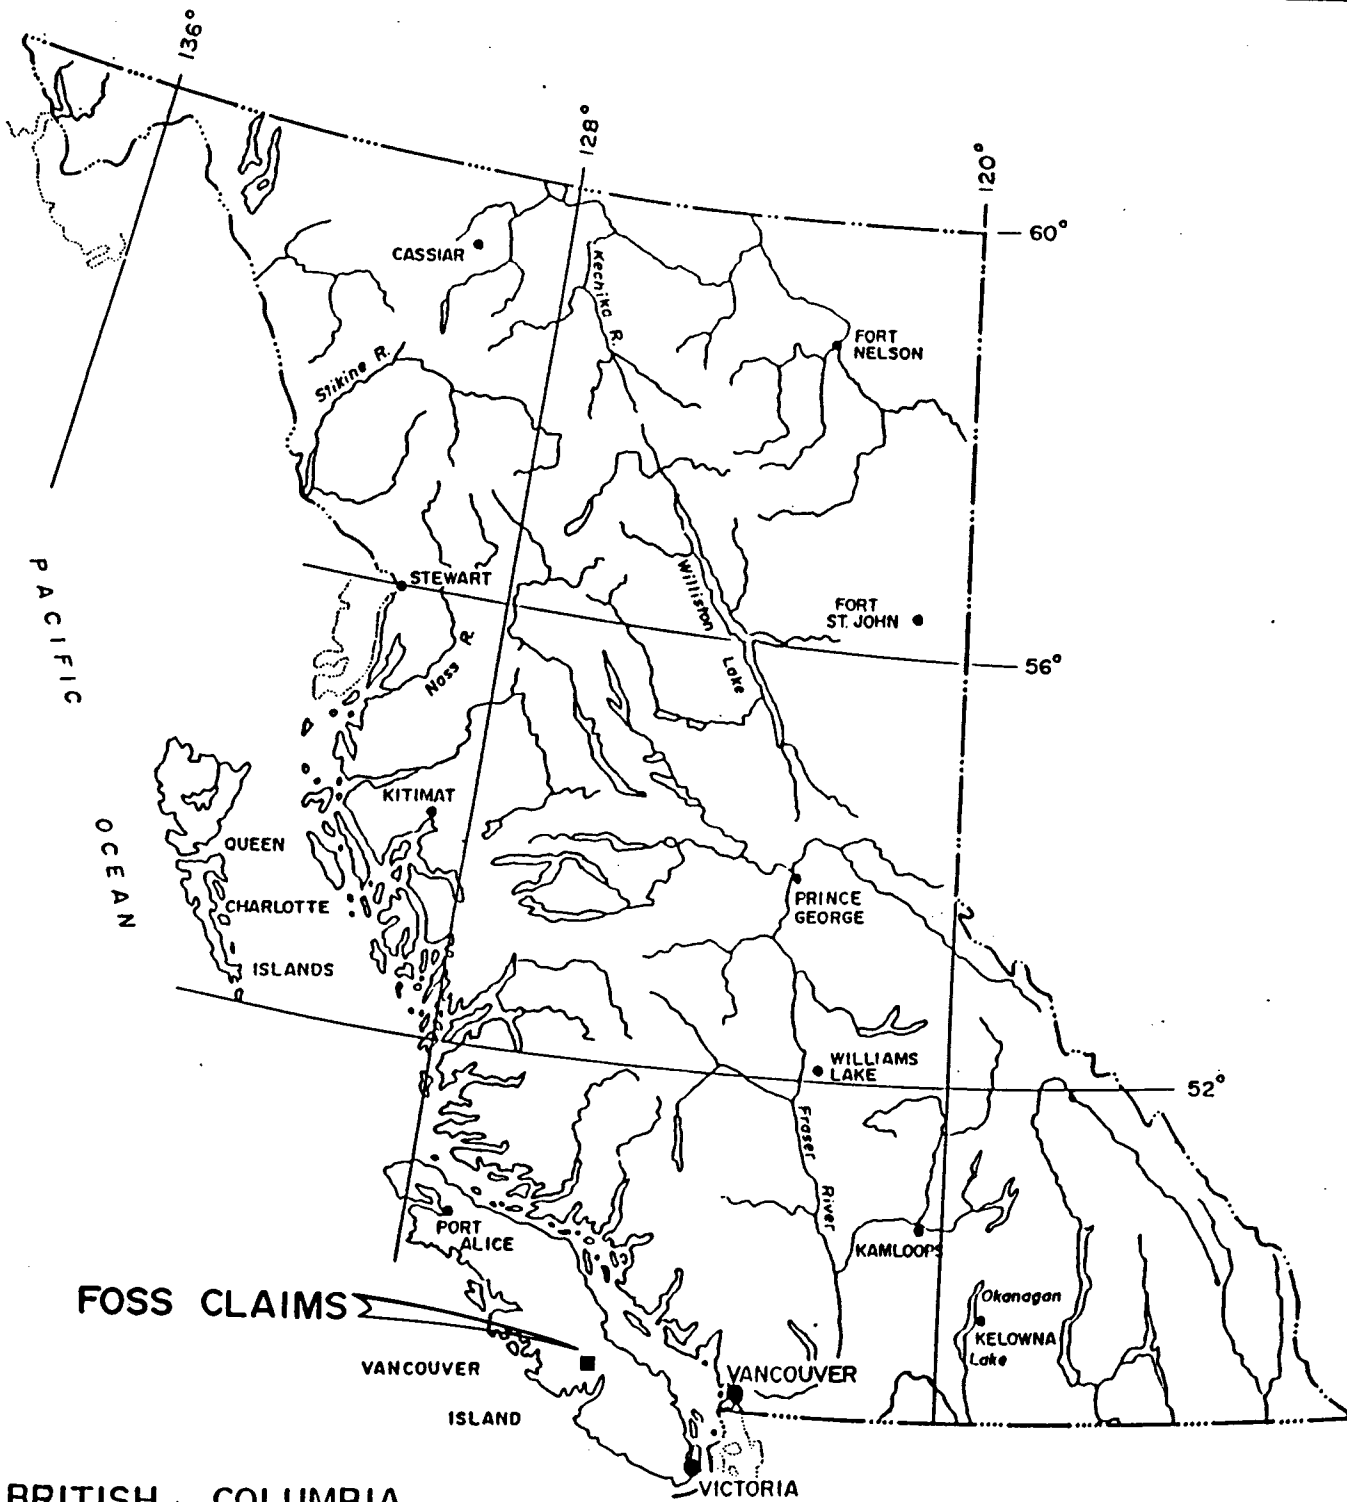 136°
128°
120°
60°
CASSIAR
Kechika R.
FORT
NELSON
Stikine R.
STEWART
PACIFIC
Williston
Lake
FORT
ST. JOHN
Nass R.
56°
KITIMAT
OCEAN
QUEEN
CHARLOTTE
ISLANDS
PRINCE
GEORGE
WILLIAMS
LAKE
52°
Fraser
River
PORT
ALICE
KAMLOOPS
FOSS CLAIMS
Okanagan
KELOWNA
Lake
VANCOUVER
ISLAND
VANCOUVER
VICTORIA
BRITISH COLUMBIA